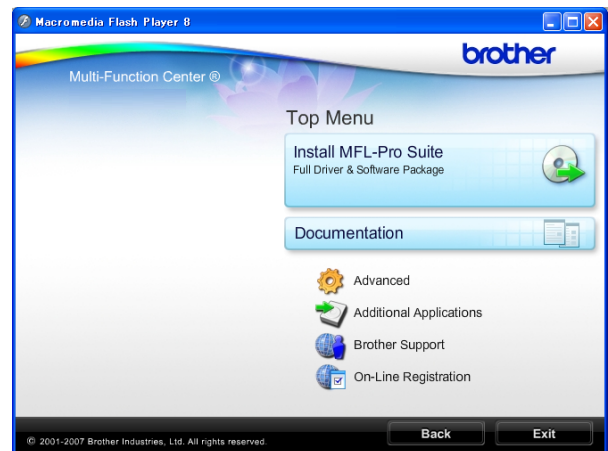 Macromedia Flash Player 8
brother
Multi-Function Center ®
Top Menu
Install MFL-Pro Suite
Full Driver & Software Package
Documentation
Advanced
Additional Applications
Brother Support
On-Line Registration
Back
Exit
© 2001-2007 Brother Industries, Ltd. All rights reserved.